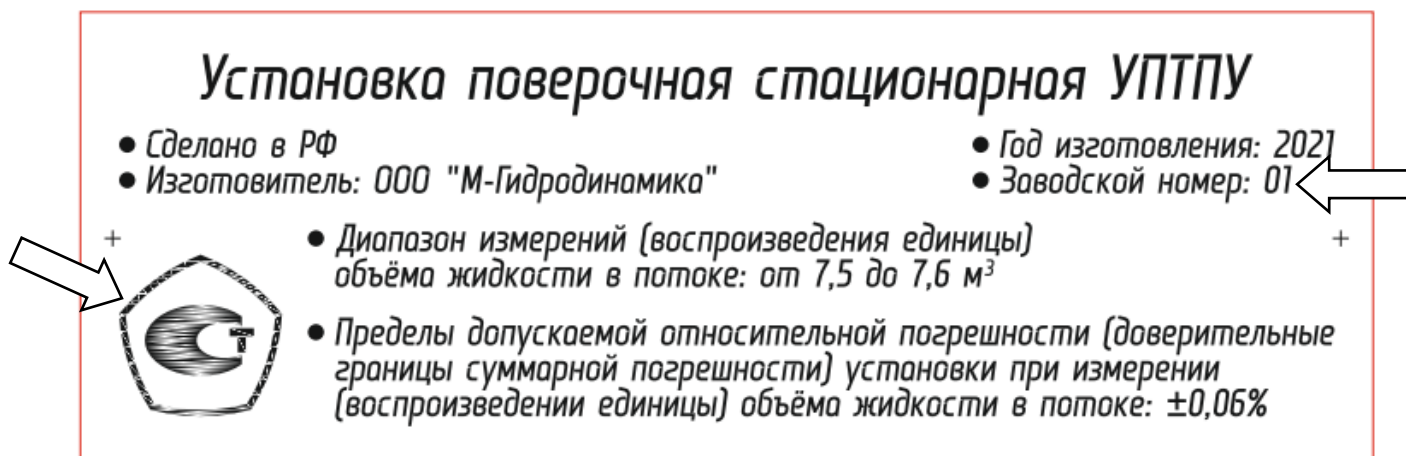 Установка поверочная стационарная УПТПУ
• Сделано в РФ
• Изготовитель: ООО "М-Гидродинамика"
• Год изготовления: 2021
• Заводской номер: 01
• Диапазон измерений (воспроизведения единицы)
объёма жидкости в потоке: от 7,5 до 7,6 м³
• Пределы допускаемой относительной погрешности (доверительные
границы суммарной погрешности) установки при измерении
(воспроизведении единицы) объёма жидкости в потоке: ±0,06%